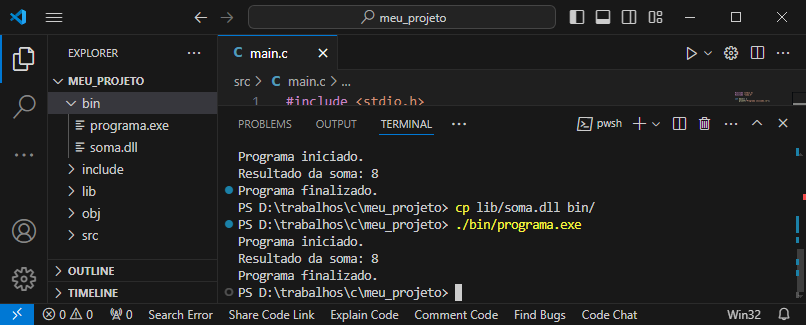 meu_projeto
EXPLORER
MEU_PROJETO
bin
programa.exe
soma.dll
include
lib
obj
src
OUTLINE
TIMELINE
C main.c
src > C main.c > ...
1 #include <stdio.h>
PROBLEMS OUTPUT TERMINAL
pwsh
Programa iniciado.
Resultado da soma: 8
Programa finalizado.
PS D:\trabalhos\c\meu_projeto> cp lib/soma.dll bin/
PS D:\trabalhos\c\meu_projeto> ./bin/programa.exe
Programa iniciado.
Resultado da soma: 8
Programa finalizado.
PS D:\trabalhos\c\meu_projeto>
0 0 0 Search Error Share Code Link Explain Code Comment Code Find Bugs Code Chat Win32